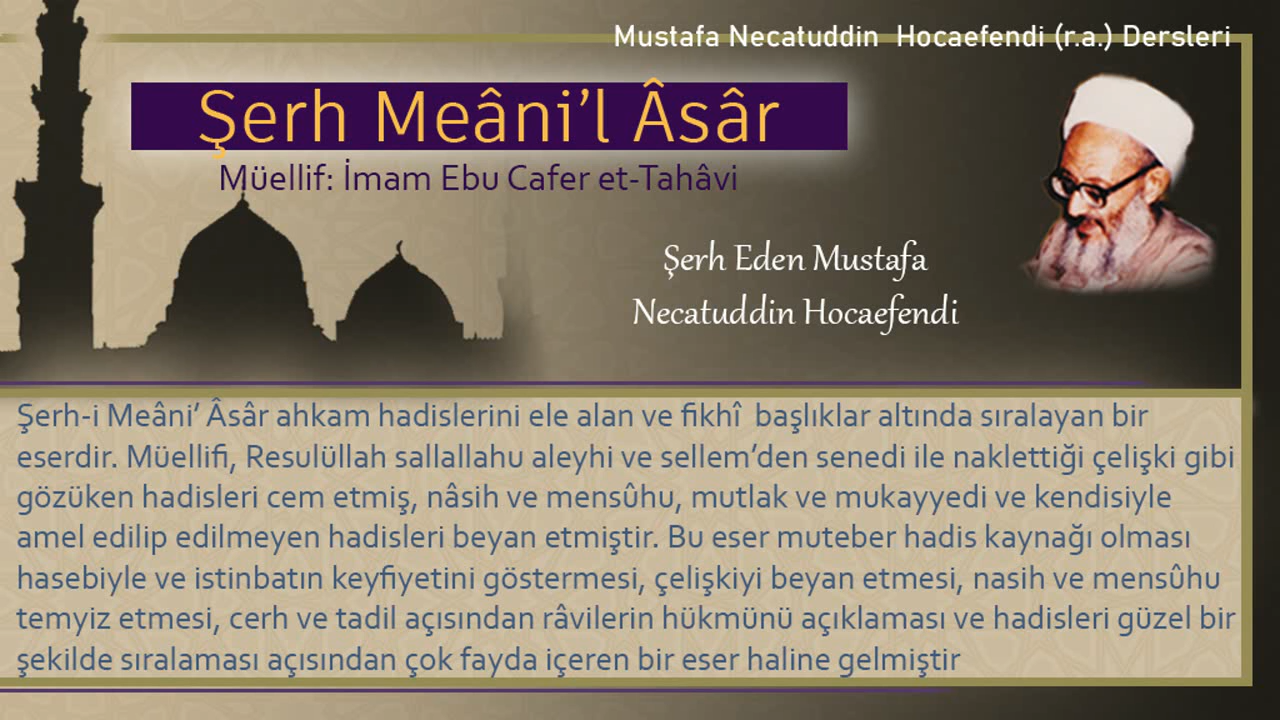 Mustafa Necatuddin Hocaefendi (r.a.) Dersleri
Şerh Meâni’l Âsâr
Müellif: İmam Ebu Cafer et-Tahâvi
Şerh Eden Mustafa
Necatuddin Hocaefendi
Şerh-i Meâni’ Âsâr ahkam hadislerini ele alan ve fikhî başlıklar altında sıralayan bir
eserdir. Müellifi, Resulüllah sallallahu aleyhi ve sellem’den senedi ile naklettiği çelişki gibi
gözüken hadisleri cem etmiş, nâsih ve mensûhu, mutlak ve mukayyedi ve kendisiyle
amel edilip edilmeyen hadisleri beyan etmiştir. Bu eser muteber hadis kaynağı olması
hasebiyle ve istinbatın keyfiyetini göstermesi, çelişkiyi beyan etmesi, nasih ve mensûhu
temyiz etmesi, cerh ve tadil açısından râvilerin hükmünü açıklaması ve hadisleri güzel bir
şekilde sıralaması açısından çok fayda içeren bir eser haline gelmiştir